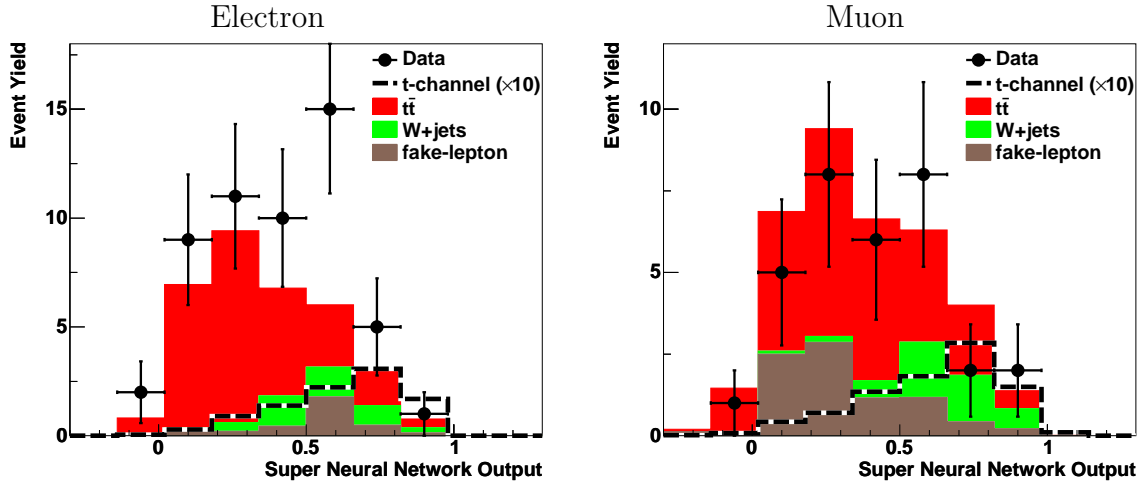 Electron
Event Yield
15
10
5
0
0
0.5
1
Super Neural Network Output
Data
t-channel (×10)
tt̄
W+jets
fake-lepton
Muon
Event Yield
10
5
0
0
0.5
1
Super Neural Network Output
Data
t-channel (×10)
tt̄
W+jets
fake-lepton